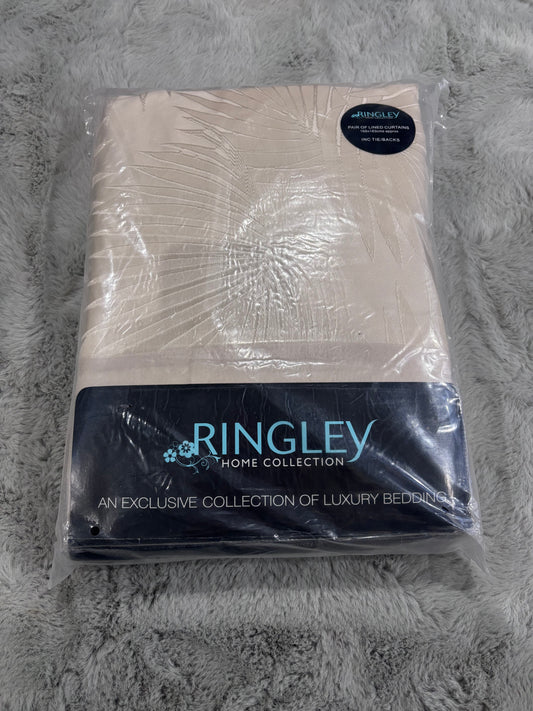 RINGLEY
PAIR OF LINED CURTAINS
INC TIE/BACKS
RINGLEY
HOME COLLECTION
AN EXCLUSIVE COLLECTION OF LUXURY BEDDING